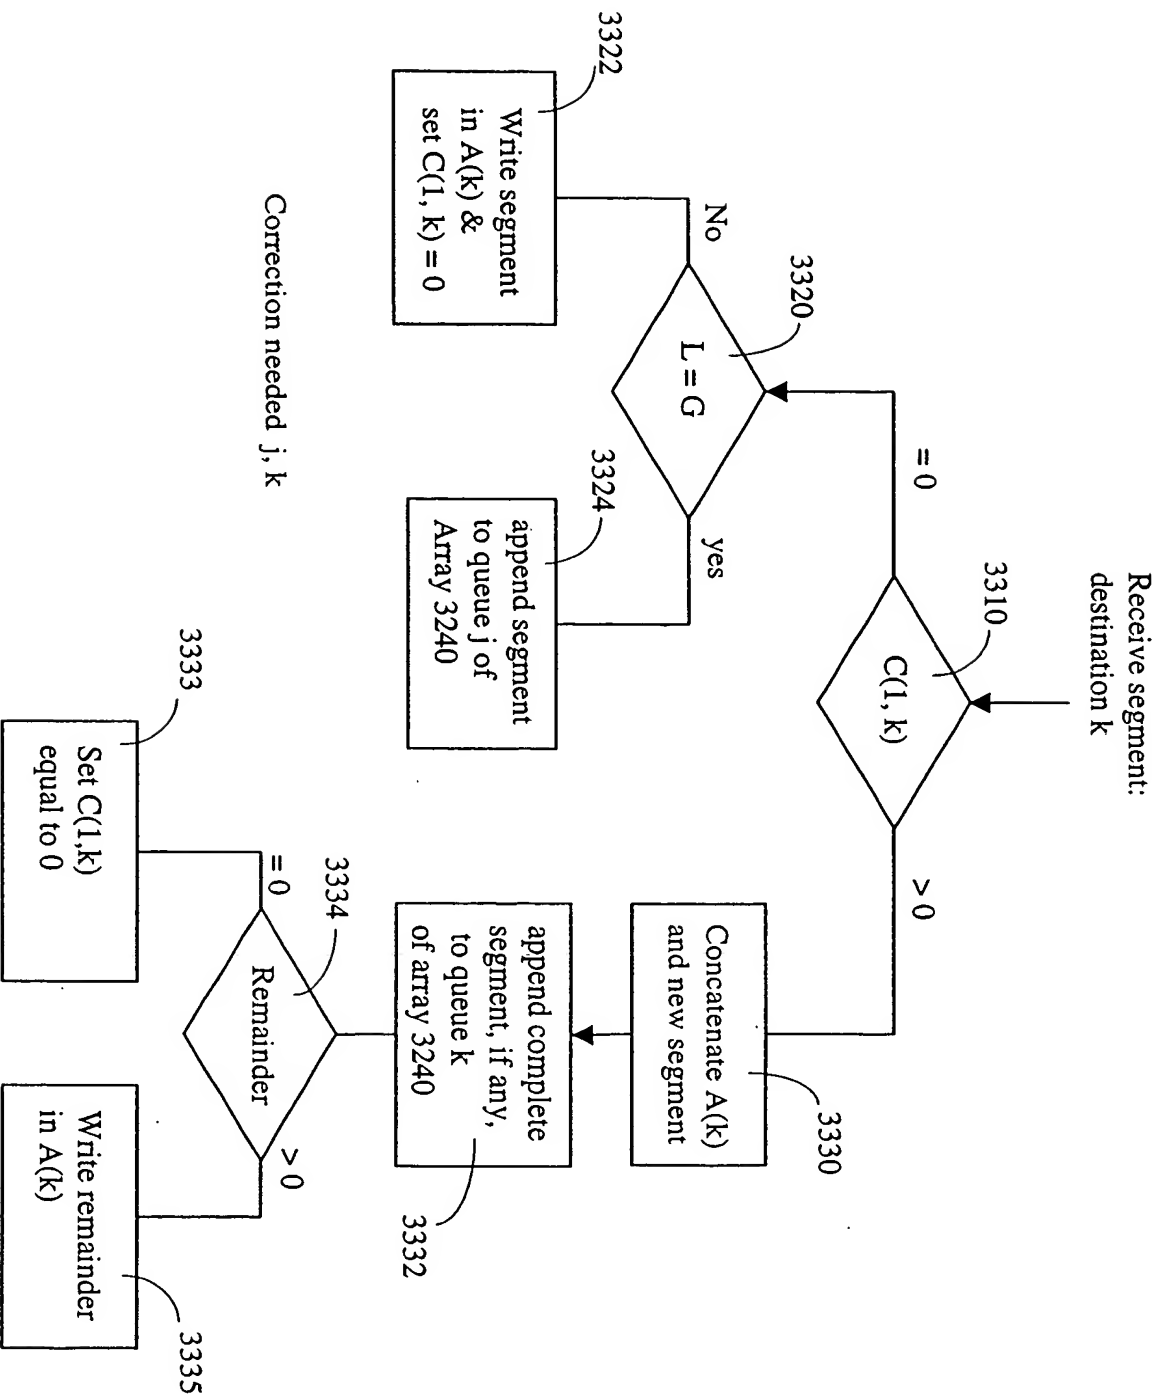 Receive segment:
destination k
3310
C(1, k)
= 0
> 0
3320
L = G
No
yes
3322
Write segment
in A(k) &
set C(1, k) = 0
3324
append segment
to queue j of
Array 3240
Concatenate A(k)
and new segment
3330
append complete
segment, if any,
to queue k
of array 3240
3332
3334
Remainder
= 0
> 0
3333
Set C(1,k)
equal to 0
Write remainder
in A(k)
3335
Correction needed j, k